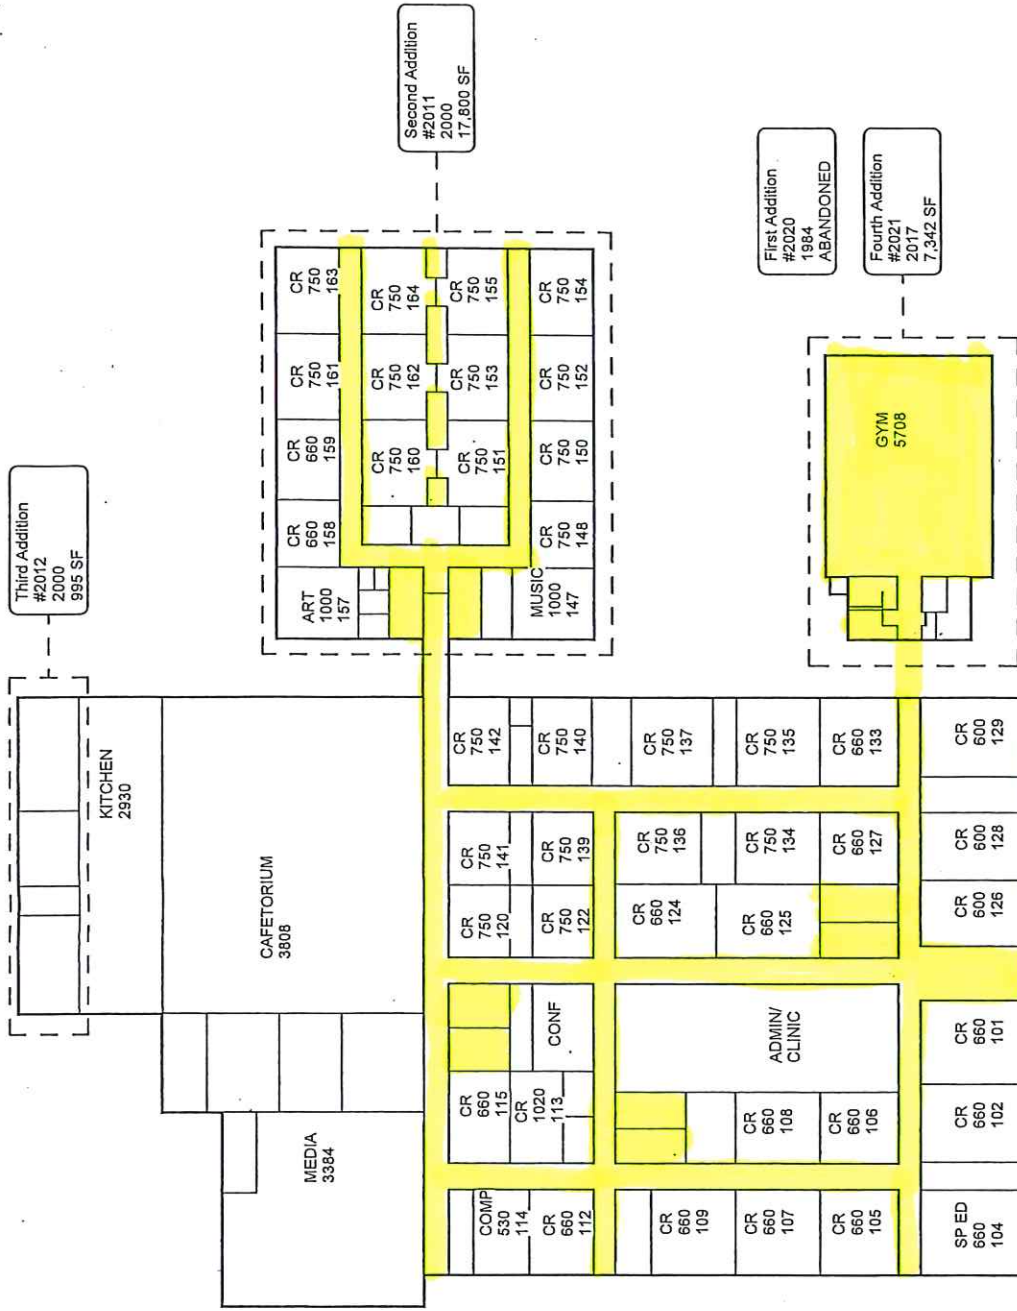 Third Addition
#2012
2000
995 SF
Second Addition
#2011
2000
17,800 SF
First Addition
#2020
1984
ABANDONED
Fourth Addition
#2021
2017
7,342 SF
KITCHEN
2930
CAFETORIUM
3808
MEDIA
3384
ART
1000
157
CR
660
158
CR
660
159
CR
750
161
CR
750
163
CR
750
160
CR
750
162
CR
750
164
CR
750
151
CR
750
153
CR
750
155
MUSIC
1000
147
CR
750
148
CR
750
150
CR
750
152
CR
750
154
GYM
5708
COMP
530
114
CR
660
112
CR
660
115
CR
1020
113
CONF
CR
750
120
CR
750
122
CR
750
141
CR
750
139
CR
750
142
CR
750
140
CR
660
109
CR
660
107
CR
660
105
CR
660
108
CR
660
106
ADMIN/
CLINIC
CR
660
124
CR
660
125
CR
750
136
CR
750
134
CR
660
127
CR
750
137
CR
750
135
CR
660
133
SP ED
660
104
CR
660
102
CR
660
101
CR
600
126
CR
600
128
CR
600
129